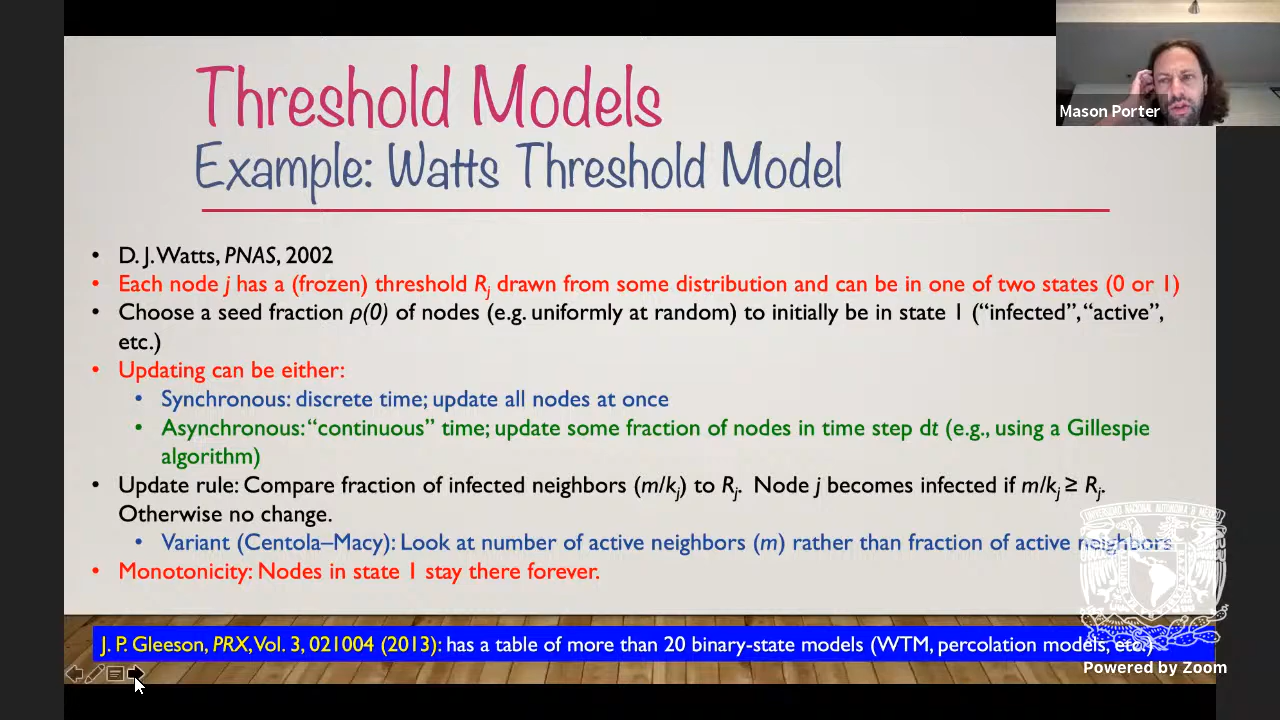 Threshold Models
Example: Watts Threshold Model
Mason Porter
• D. J. Watts, PNAS, 2002
• Each node j has a (frozen) threshold Rj drawn from some distribution and can be in one of two states (0 or 1)
• Choose a seed fraction ρ(0) of nodes (e.g. uniformly at random) to initially be in state 1 (“infected”, “active”,
etc.)
• Updating can be either:
• Synchronous: discrete time; update all nodes at once
• Asynchronous: “continuous” time; update some fraction of nodes in time step dt (e.g., using a Gillespie
algorithm)
• Update rule: Compare fraction of infected neighbors (m/kj) to Rj. Node j becomes infected if m/kj ≥ Rj.
Otherwise no change.
• Variant (Centola–Macy): Look at number of active neighbors (m) rather than fraction of active neighbors
• Monotonicity: Nodes in state 1 stay there forever.
J. P. Gleeson, PRX, Vol. 3, 021004 (2013): has a table of more than 20 binary-state models (WTM, percolation models, etc.)
Powered by Zoom